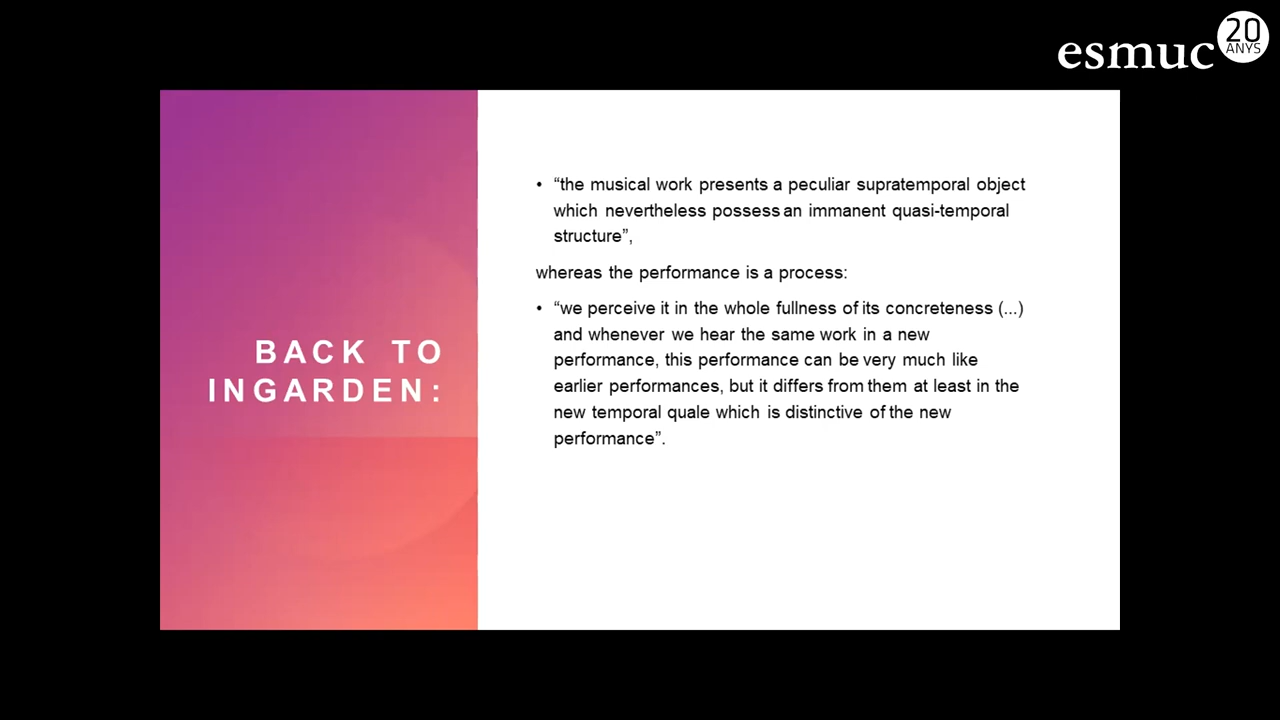 esmuc
20
ANYS
BACK TO
INGARDEN:
• “the musical work presents a peculiar supratemporal object
which nevertheless possess an immanent quasi-temporal
structure”,
whereas the performance is a process:
• “we perceive it in the whole fullness of its concreteness (...)
and whenever we hear the same work in a new
performance, this performance can be very much like
earlier performances, but it differs from them at least in the
new temporal quale which is distinctive of the new
performance”.